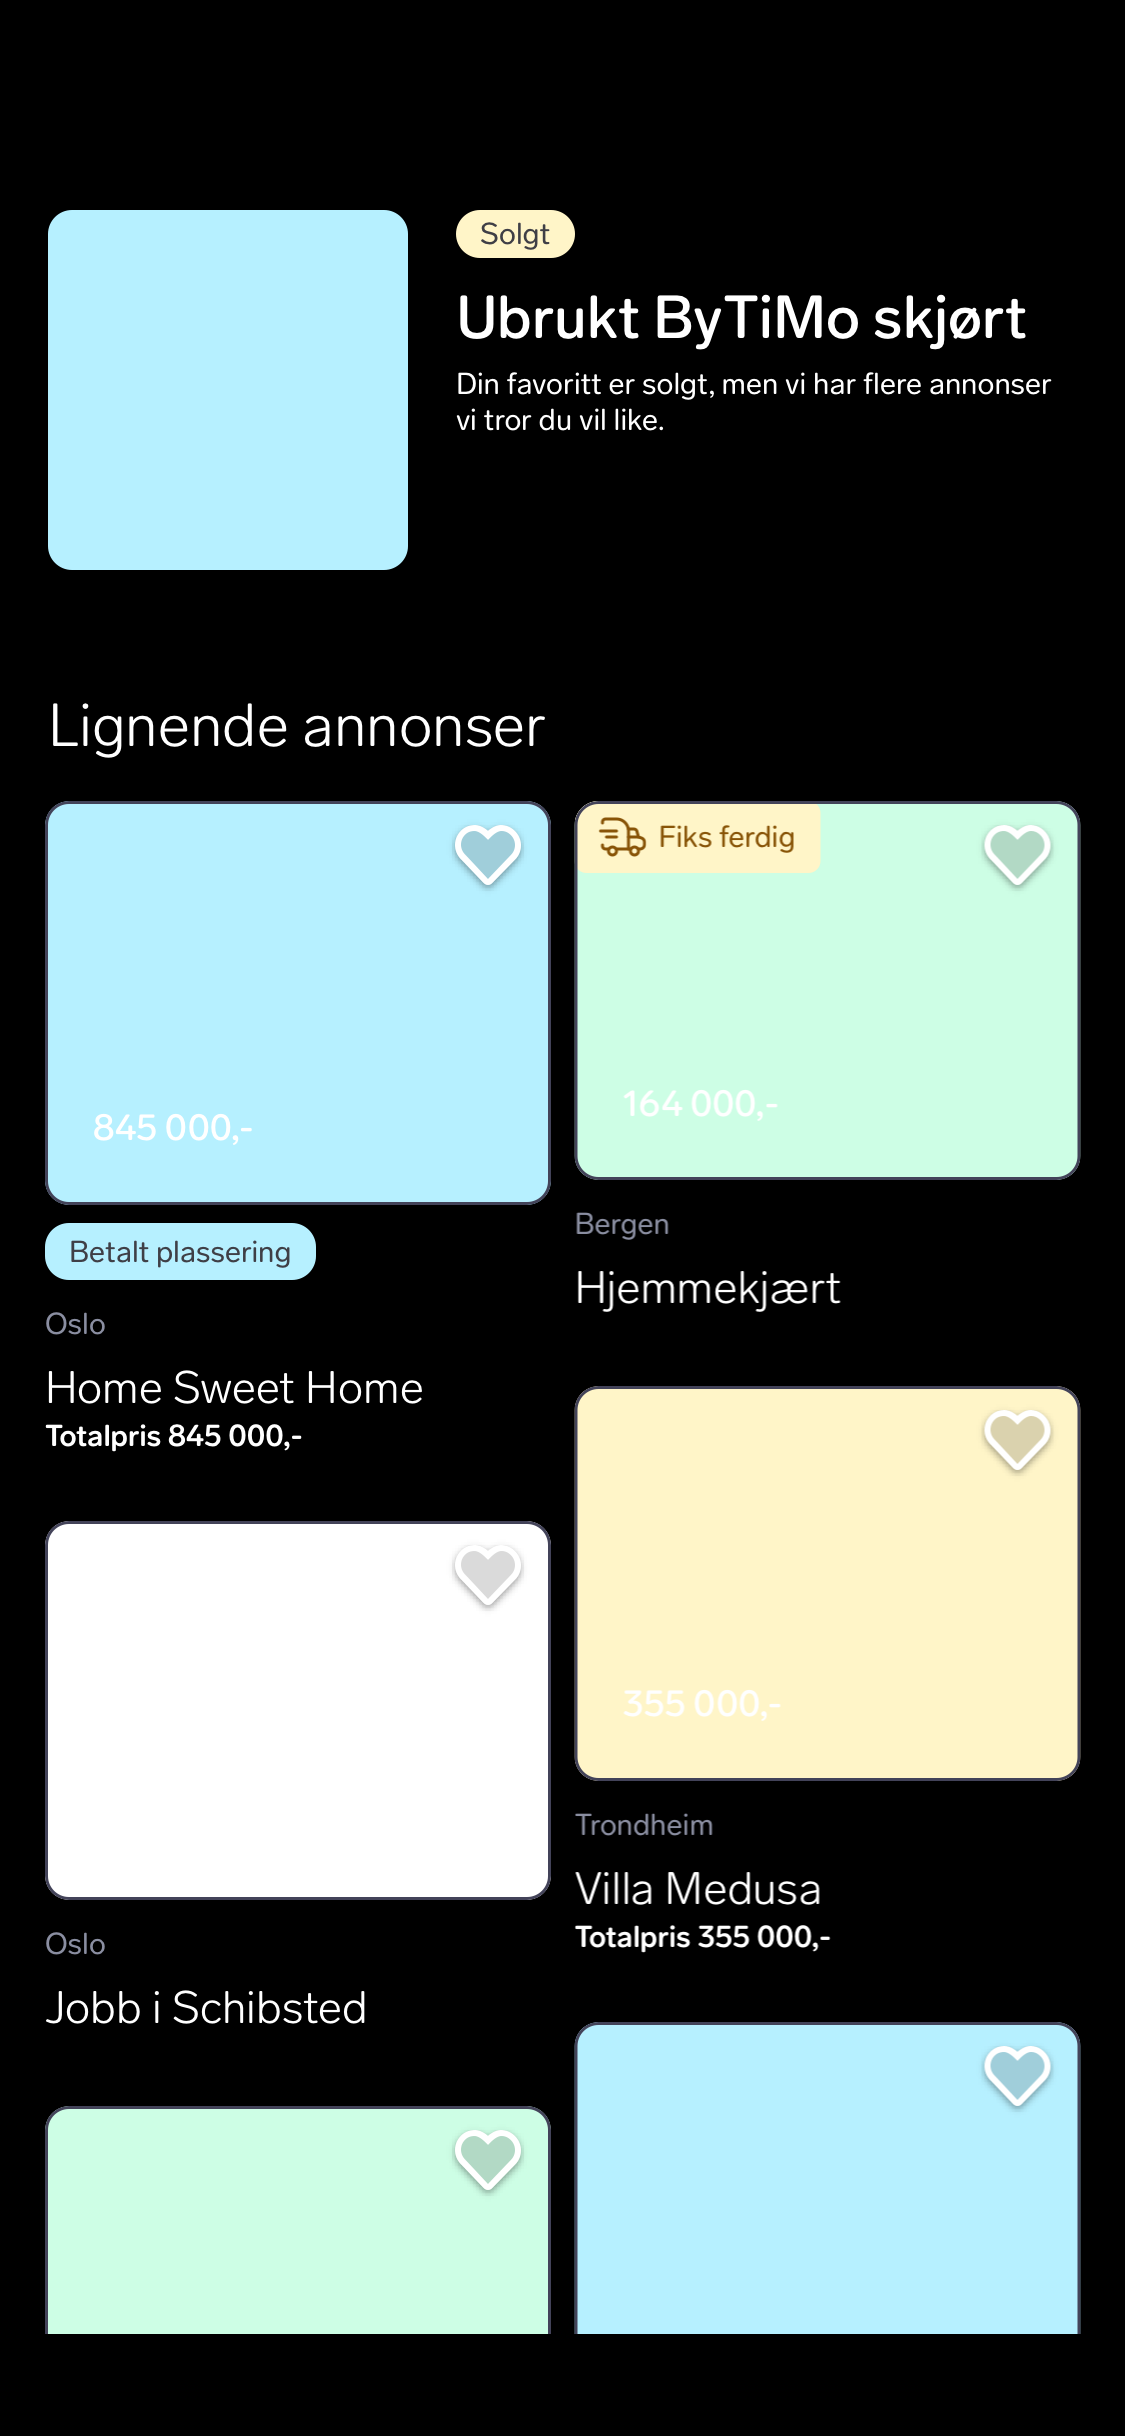 Solgt
Ubrukt ByTiMo skjørt
Din favoritt er solgt, men vi har flere annonser
vi tror du vil like.
Lignende annonser
845 000,-
Betalt plassering
Oslo
Home Sweet Home
Totalpris 845 000,-
Fiks ferdig
164 000,-
Bergen
Hjemmekjært
355 000,-
Trondheim
Villa Medusa
Totalpris 355 000,-
Oslo
Jobb i Schibsted